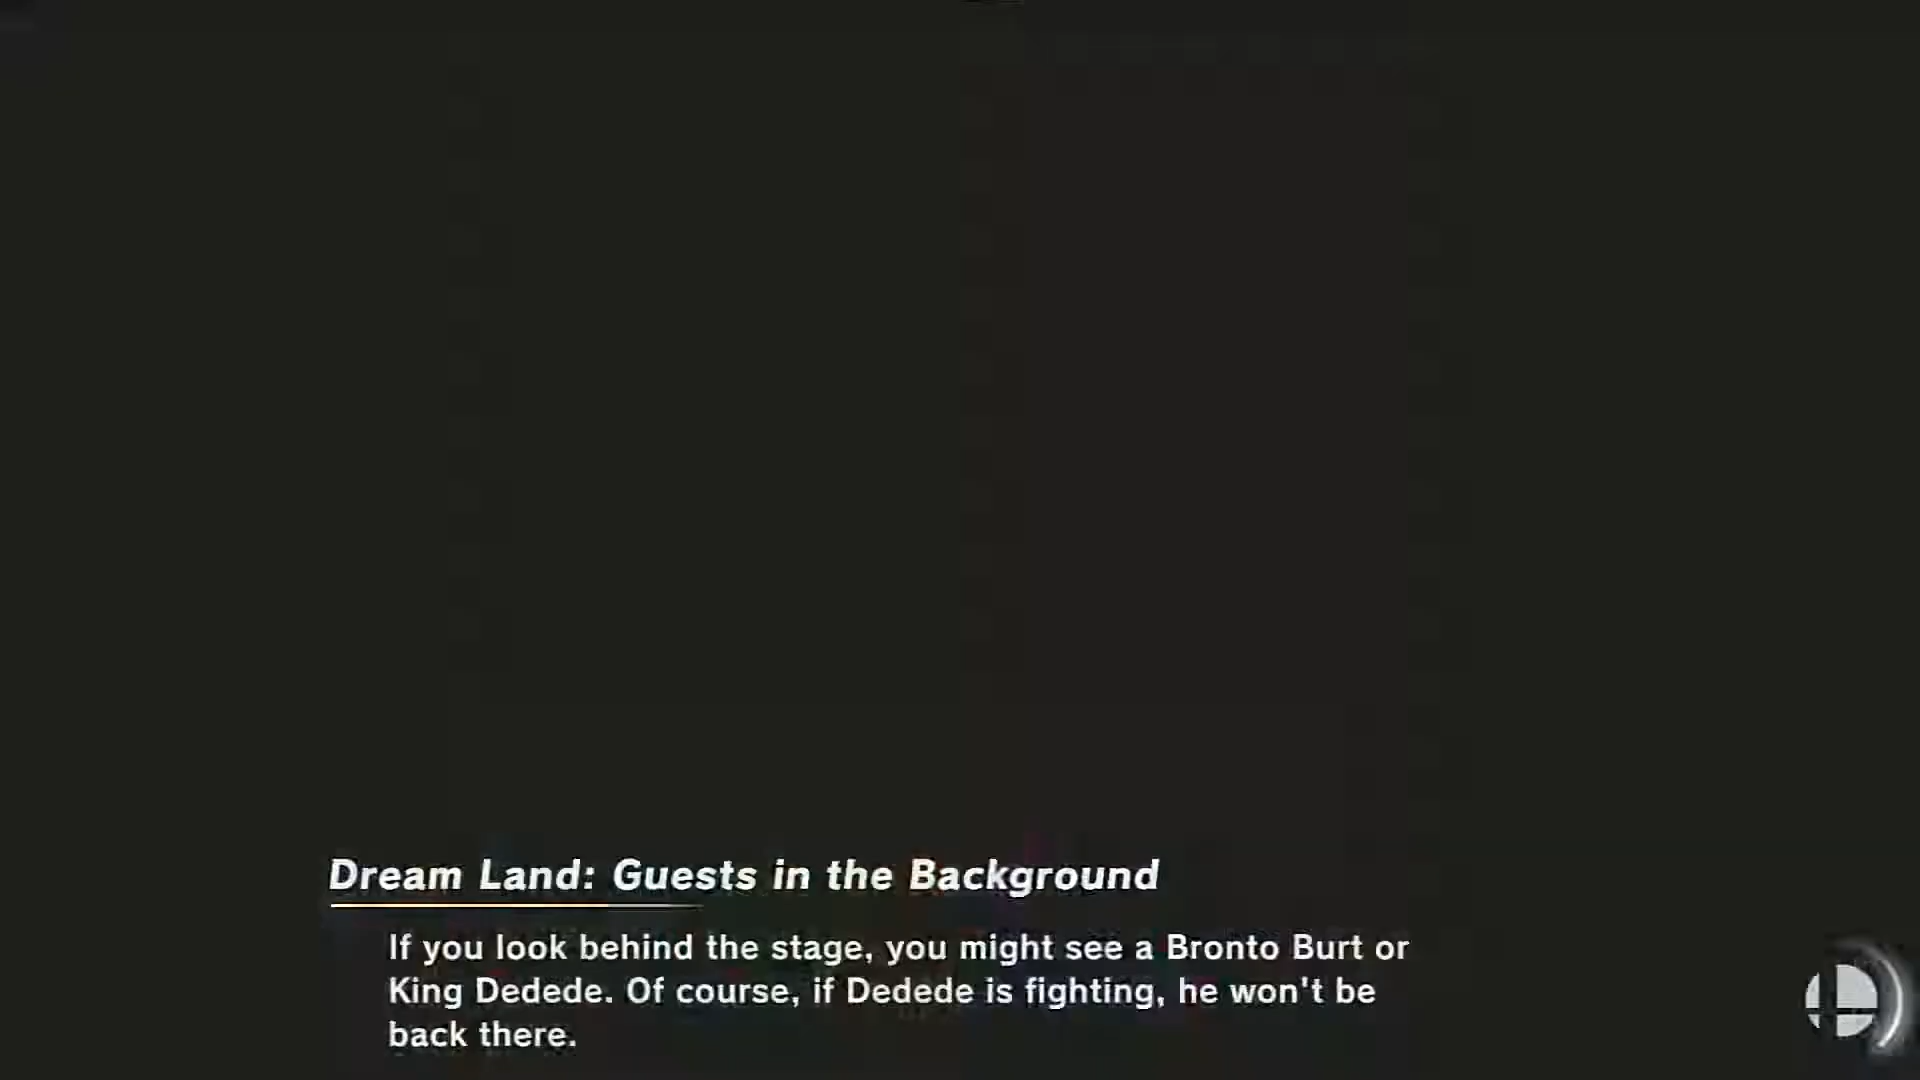 Dream Land: Guests in the Background
If you look behind the stage, you might see a Bronto Burt or
King Dedede. Of course, if Dedede is fighting, he won't be
back there.